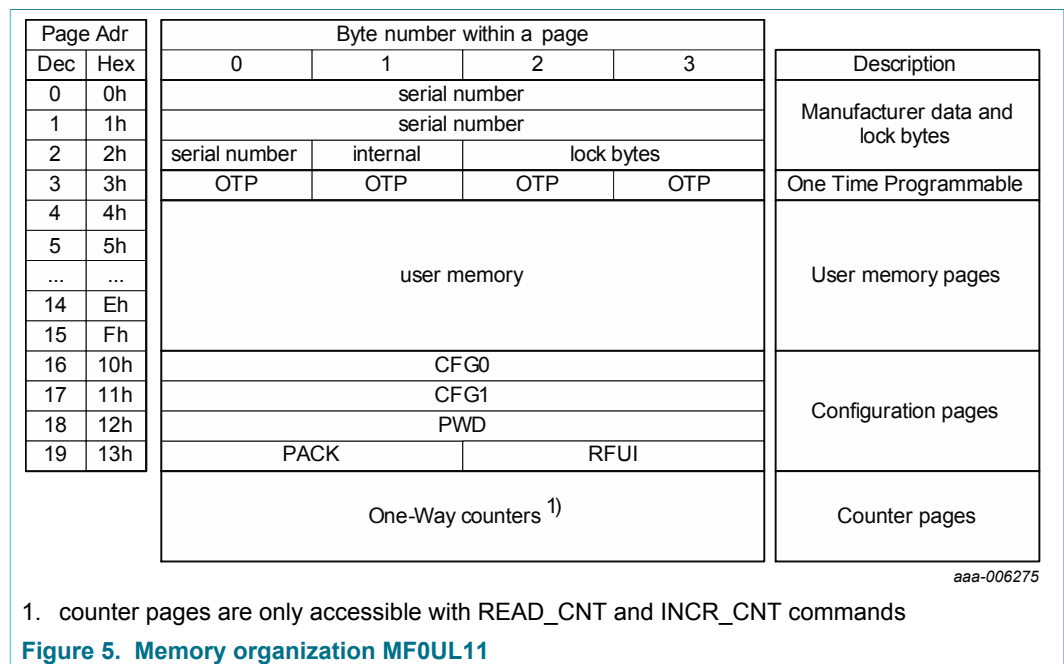 Page Adr Byte number within a page
Dec Hex 0 1 2 3 Description
0 0h serial number
1 1h serial number
Manufacturer data and
lock bytes
2 2h serial number internal lock bytes
3 3h OTP OTP OTP OTP One Time Programmable
4 4h
5 5h
... ... user memory User memory pages
14 Eh
15 Fh
16 10h CFG0
17 11h CFG1
Configuration pages
18 12h PWD
19 13h PACK RFUI
One-Way counters 1) Counter pages
aaa-006275
1. counter pages are only accessible with READ_CNT and INCR_CNT commands
Figure 5. Memory organization MF0UL11